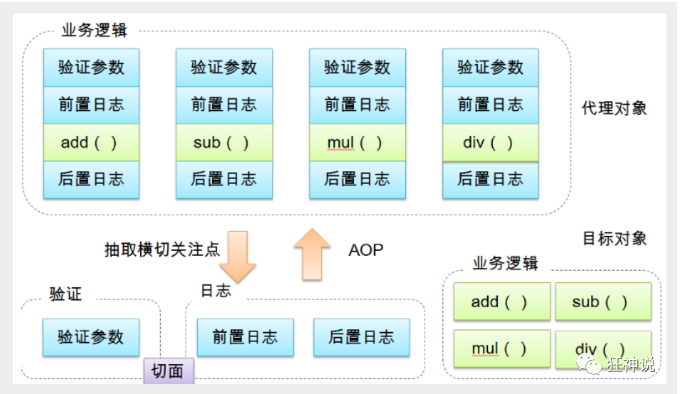 业务逻辑
验证参数 验证参数 验证参数 验证参数
前置日志 前置日志 前置日志 前置日志
add（ ） sub（ ） mul（ ） div（ ）
后置日志 后置日志 后置日志 后置日志
代理对象
抽取横切关注点
AOP
目标对象
验证
日志
业务逻辑
验证参数
前置日志 后置日志
切面
add（ ） sub（ ）
mul（ ） div（ ）
狂神说